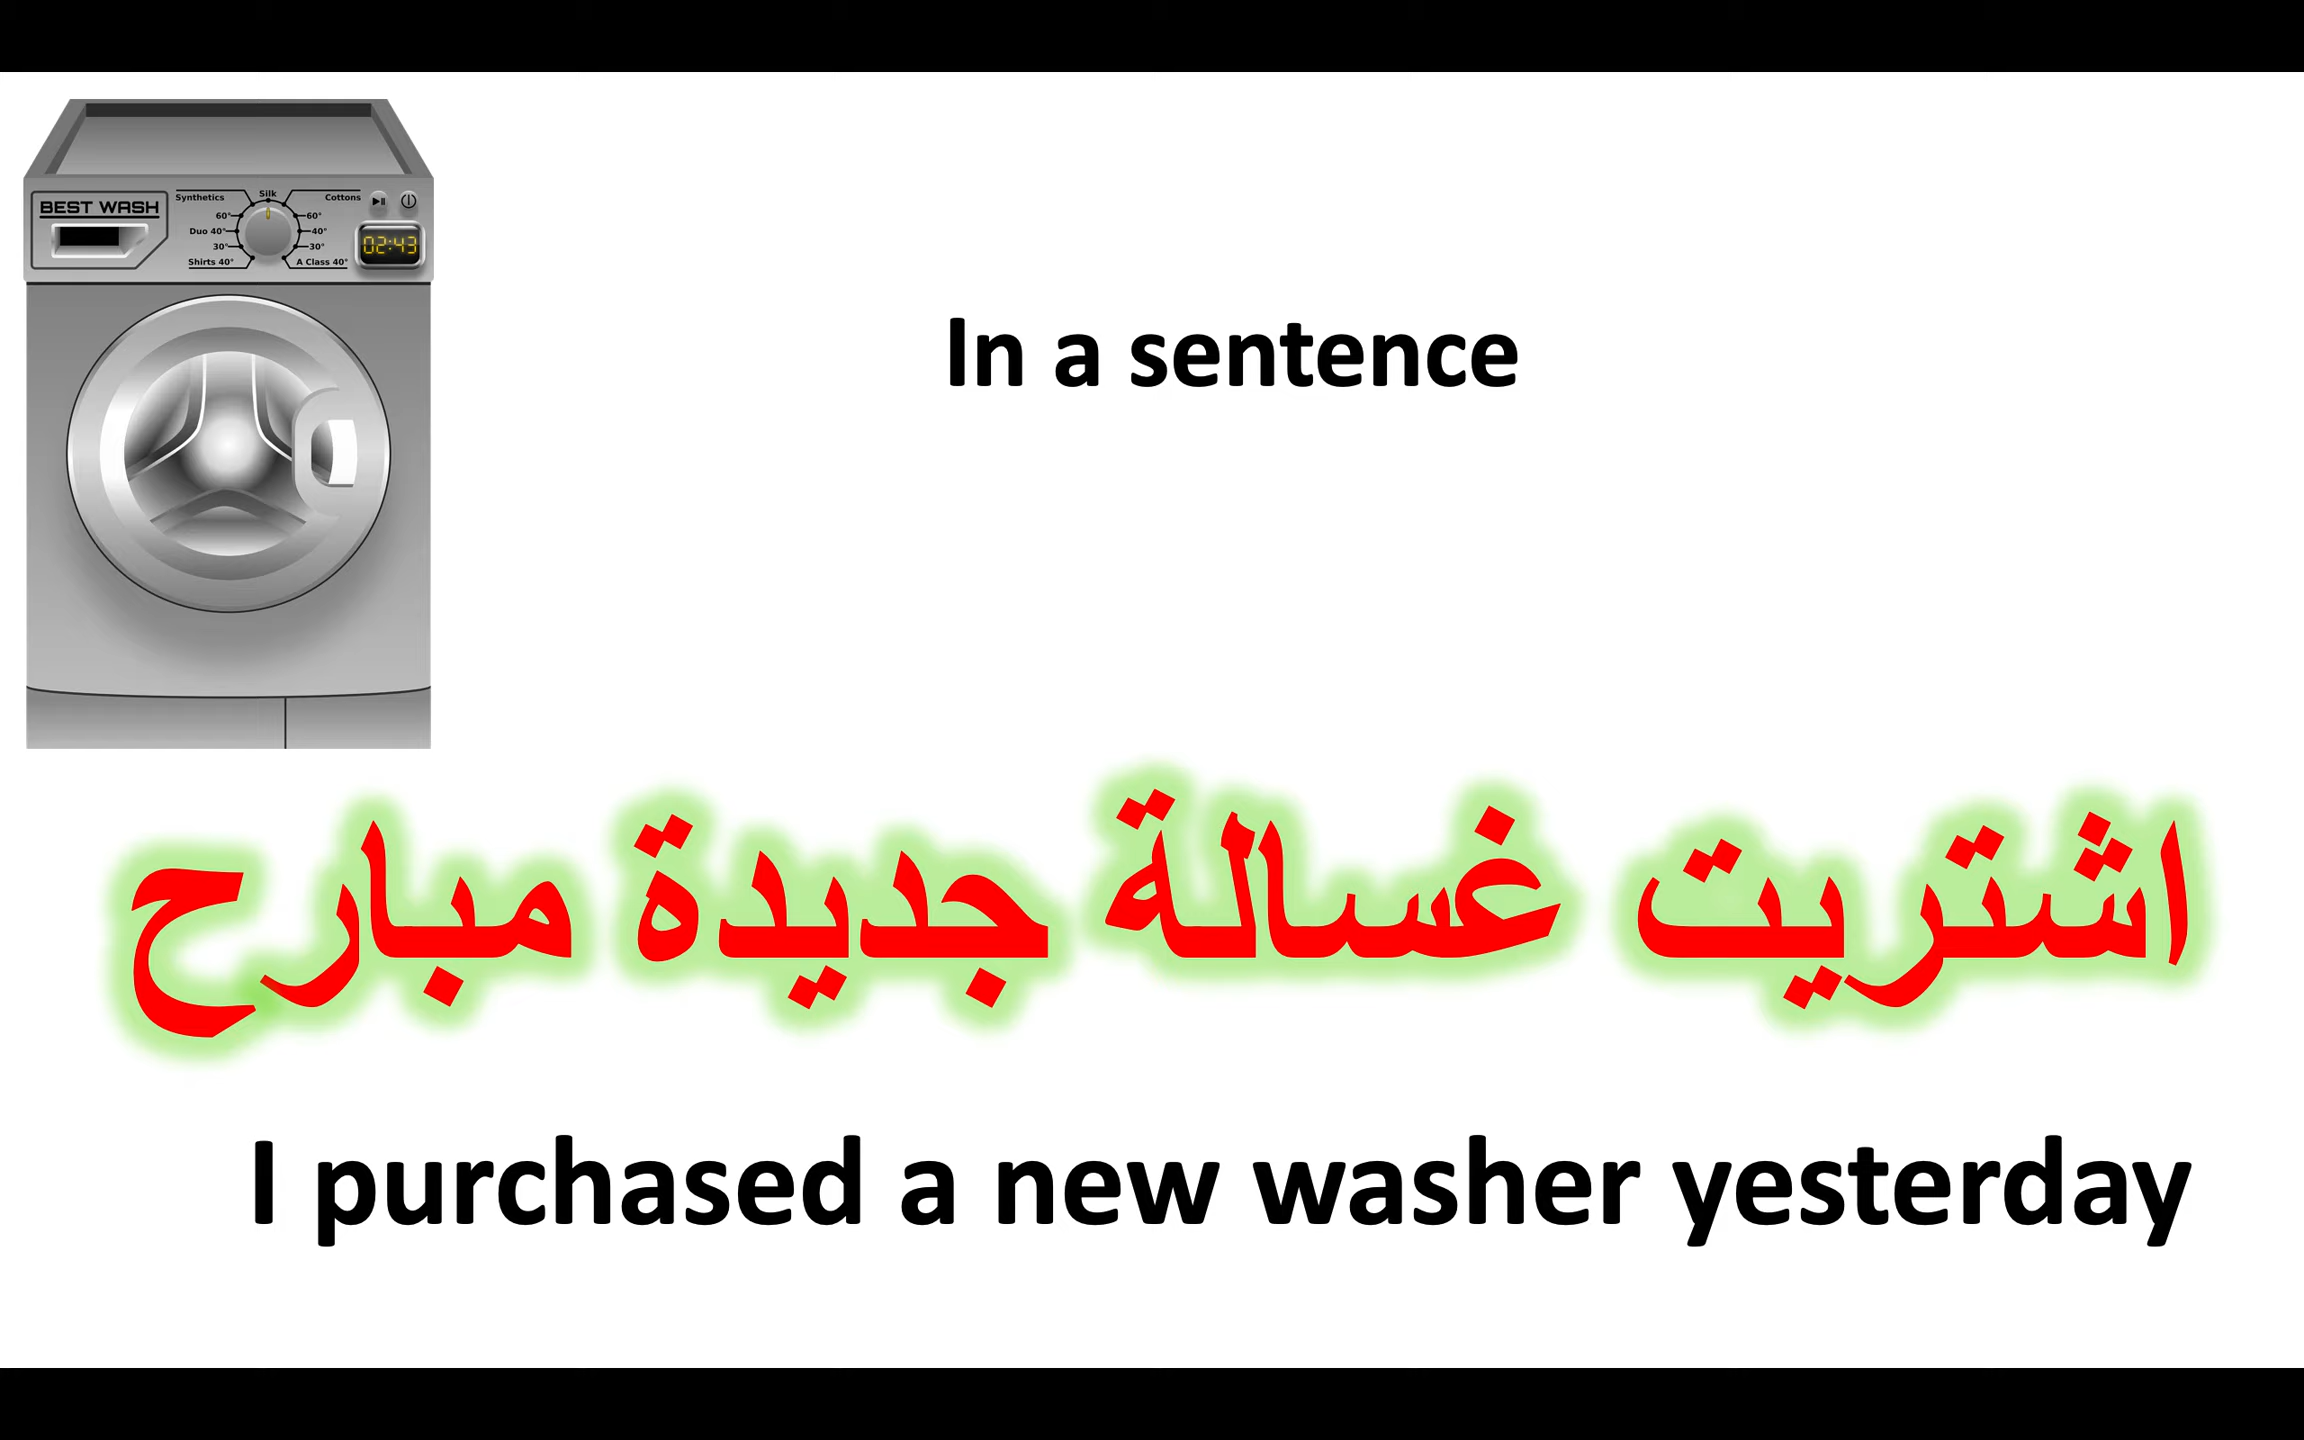 BEST WASH
Synthetics Silk Cottons
60° 60°
Duo 40° 40°
30° 30°
Shirts 40° A Class 40°
02:43
In a sentence
اشتريت غسالة جديدة مبارح
I purchased a new washer yesterday